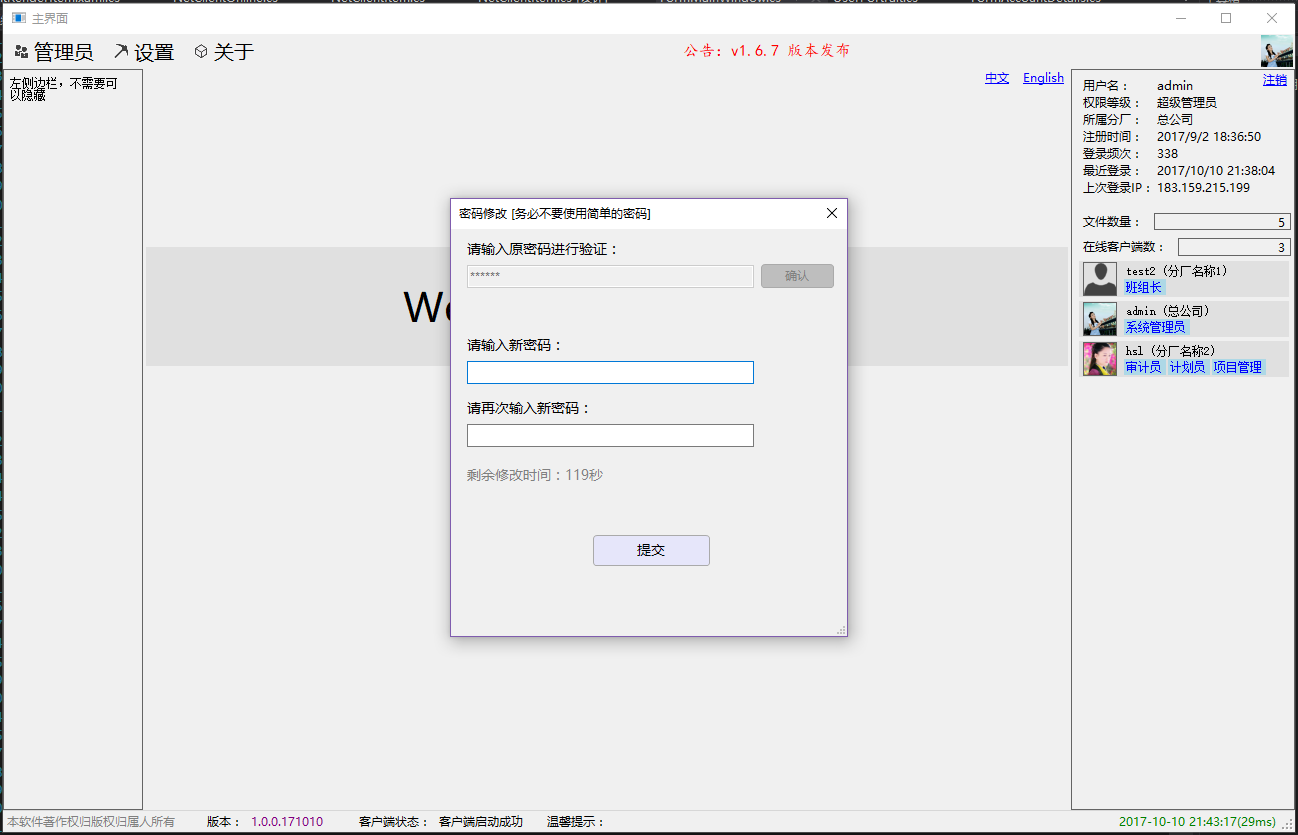 主界面
管理员 设置 关于
公告：v1.6.7 版本发布
左侧边栏，不需要可
以隐藏
中文 English
注销
用户名： admin
权限等级： 超级管理员
所属分厂： 总公司
注册时间： 2017/9/2 18:36:50
登录频次： 338
最近登录： 2017/10/10 21:38:04
上次登录IP： 183.159.215.199
文件数量： 5
在线客户端数： 3
test2 (分厂名称1)
班组长
admin (总公司)
系统管理员
hsl (分厂名称2)
审计员 计划员 项目管理
We
密码修改 [务必不要使用简单的密码]
请输入原密码进行验证：
******
确认
请输入新密码：
请再次输入新密码：
剩余修改时间：119秒
提交
本软件著作权归版权归属人所有 版本： 1.0.0.171010 客户端状态： 客户端启动成功 温馨提示： 2017-10-10 21:43:17(29ms)